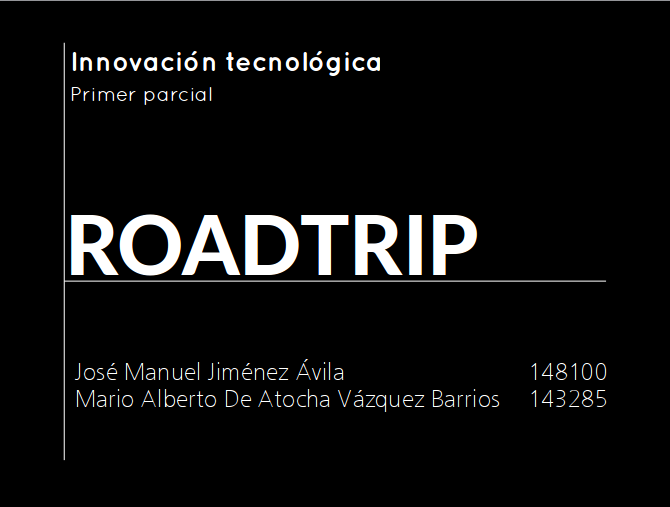 Innovación tecnológica
Primer parcial
ROADTRIP
José Manuel Jiménez Ávila 148100
Mario Alberto De Atocha Vázquez Barrios 143285